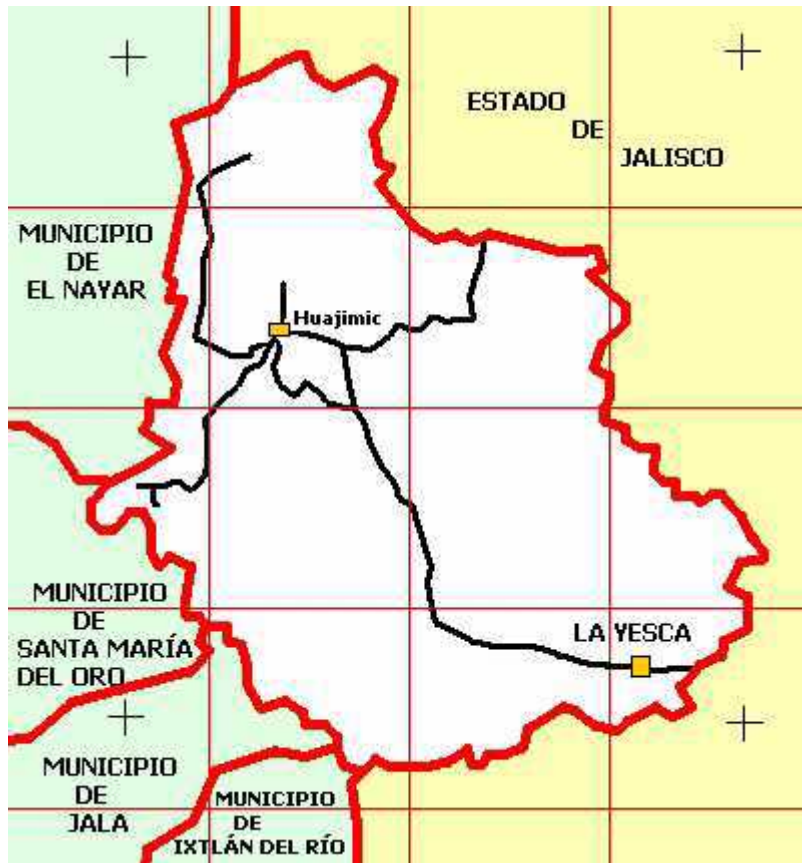 ESTADO
DE
JALISCO
MUNICIPIO
DE
EL NAYAR
Huajimic
MUNICIPIO
DE
SANTA MARÍA
DEL ORO
LA YESCA
MUNICIPIO
DE
JALA
MUNICIPIO
DE
IXTLÁN DEL RÍO